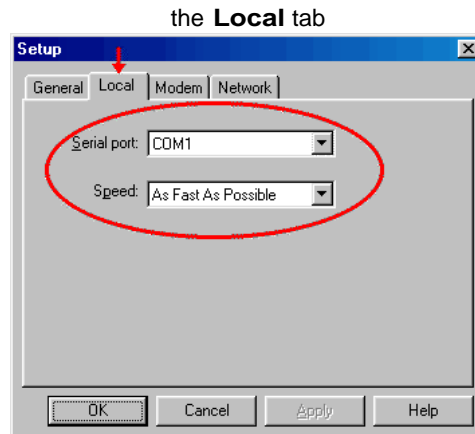 the Local tab
Setup
General Local Modem Network
Serial port: COM1
Speed: As Fast As Possible
OK Cancel Apply Help